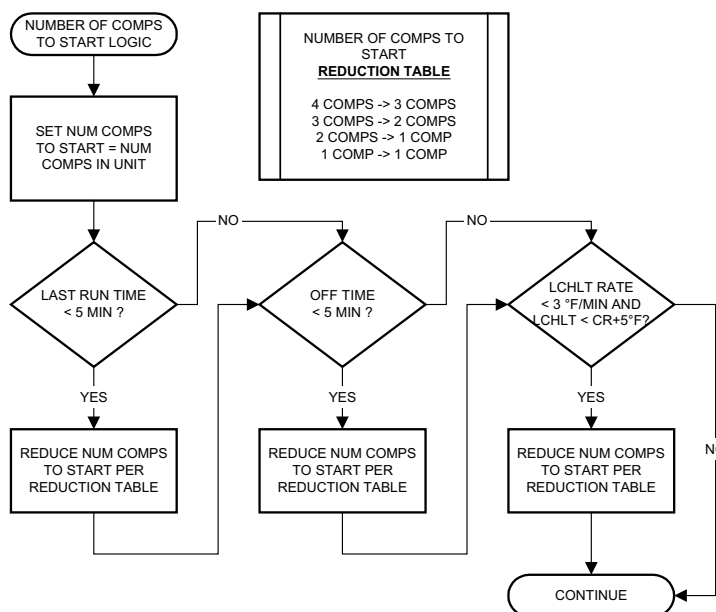 NUMBER OF COMPS
TO START LOGIC
NUMBER OF COMPS TO
START
REDUCTION TABLE
4 COMPS -> 3 COMPS
3 COMPS -> 2 COMPS
2 COMPS -> 1 COMP
1 COMP -> 1 COMP
SET NUM COMPS
TO START = NUM
COMPS IN UNIT
NO
NO
LAST RUN TIME
< 5 MIN ?
OFF TIME
< 5 MIN ?
LCHLT RATE
< 3 °F/MIN AND
LCHLT < CR+5°F?
YES
YES
YES
NO
REDUCE NUM COMPS
TO START PER
REDUCTION TABLE
REDUCE NUM COMPS
TO START PER
REDUCTION TABLE
REDUCE NUM COMPS
TO START PER
REDUCTION TABLE
CONTINUE